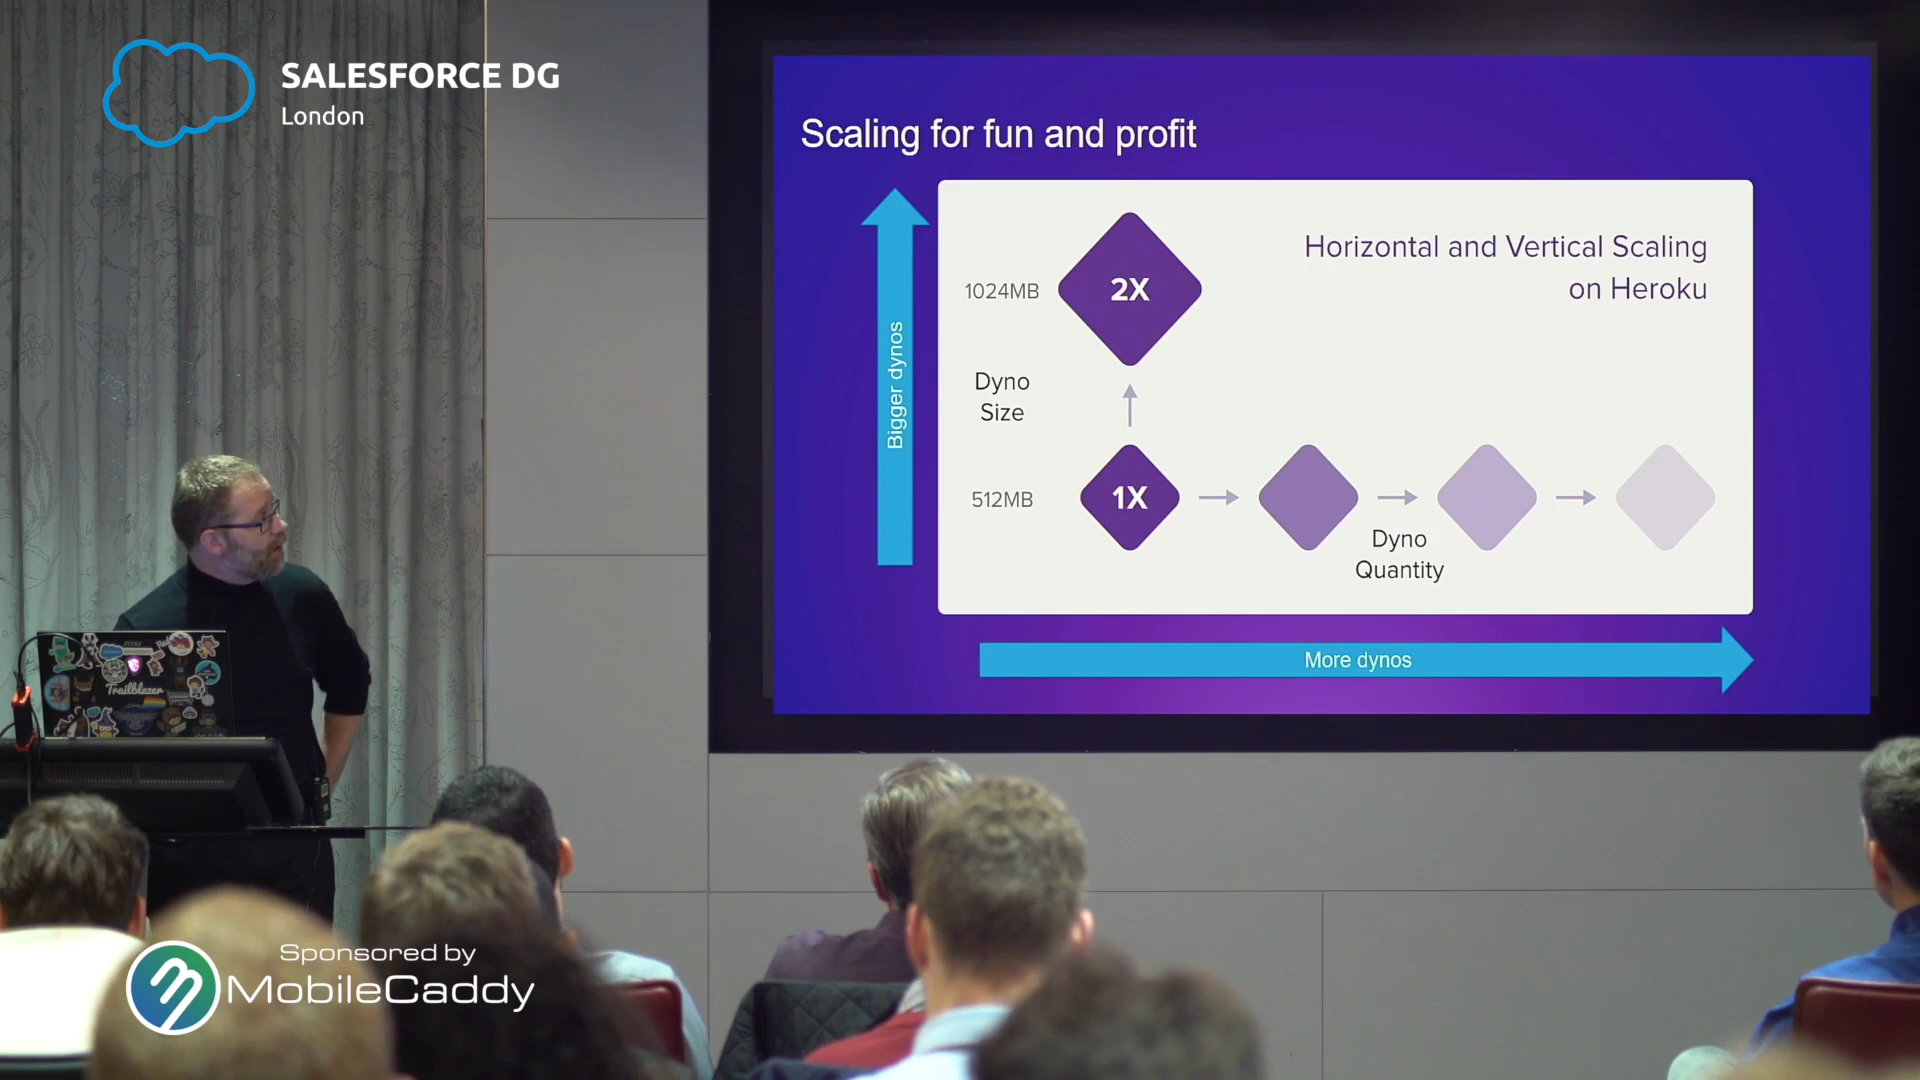 SALESFORCE DG
London
Scaling for fun and profit
Horizontal and Vertical Scaling
on Heroku
2X
1024MB
Bigger dynos
Dyno
Size
1X
512MB
Dyno
Quantity
More dynos
msi
Trailblazer
Sponsored by
MobileCaddy